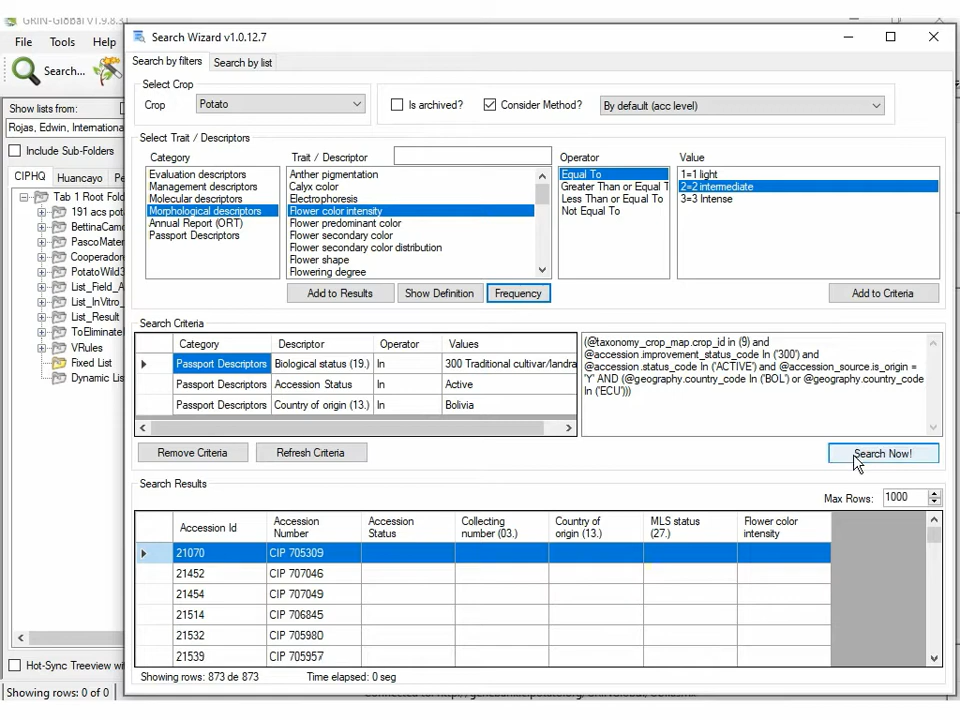 GRIN-Global v1.9.8.3
Search Wizard v1.0.12.7
File Tools Help
Search by filters Search by list
Search...
Select Crop
Crop Potato
Is archived? Consider Method? By default (acc level)
Show lists from:
Rojas, Edwin, Internationa
Include Sub-Folders
Select Trait / Descriptors
Category Trait / Descriptor Operator Value
CIPHQ Huancayo Pe
Evaluation descriptors
Management descriptors
Molecular descriptors
Morphological descriptors
Annual Report (ORT)
Passport Descriptors
Anther pigmentation
Calyx color
Electrophoresis
Flower color intensity
Flower predominant color
Flower secondary color
Flower secondary color distribution
Flower shape
Flowering degree
Equal To
Greater Than or Equal T
Less Than or Equal To
Not Equal To
1=1 light
2=2 intermediate
3=3 Intense
Tab 1 Root Fold
191 acs pot
BettinaCamo
PascoMater
Cooperador
PotatoWild3
List_Field_A
List_InVitro_
List_Result
ToEliminate
VRules
Fixed List
Dynamic Lis
Add to Results Show Definition Frequency Add to Criteria
Search Criteria
Category Descriptor Operator Values
Passport Descriptors Biological status (19.) In 300 Traditional cultivar/landra
Passport Descriptors Accession Status In Active
Passport Descriptors Country of origin (13.) In Bolivia
(@taxonomy_crop_map.crop_id in (9) and
@accession.improvement_status_code In ('300') and
@accession.status_code In ('ACTIVE') and @accession_source.is_origin =
'Y' AND (@geography.country_code In ('BOL') or @geography.country_code
In ('ECU')))
Remove Criteria Refresh Criteria Search Now!
Search Results
Max Rows: 1000
Accession Id Accession Number Accession Status Collecting number (03.) Country of origin (13.) MLS status (27.) Flower color intensity
21070 CIP 705309
21452 CIP 707046
21454 CIP 707049
21514 CIP 706845
21532 CIP 705980
21539 CIP 705957
Hot-Sync Treeview wi
Showing rows: 873 de 873 Time elapsed: 0 seg
Showing rows: 0 of 0